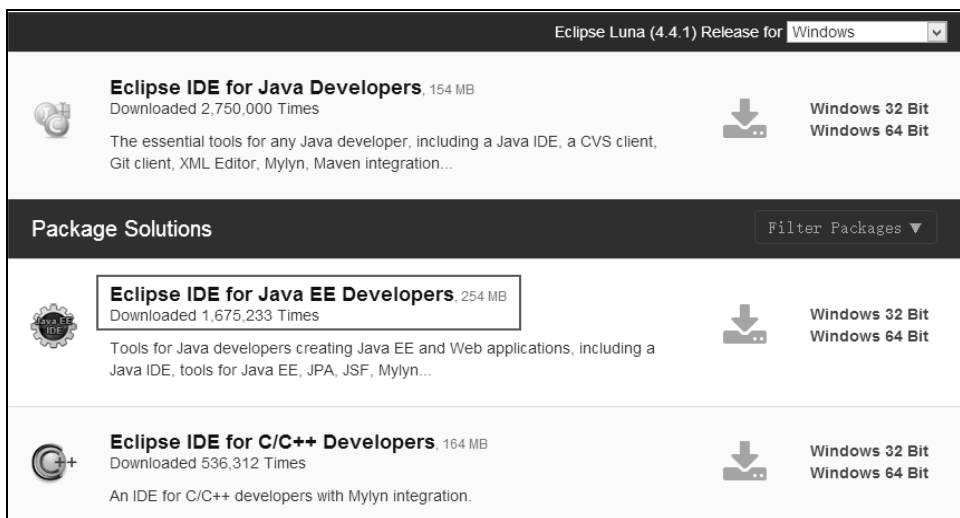 Eclipse Luna (4.4.1) Release for Windows
Eclipse IDE for Java Developers, 154 MB
Downloaded 2,750,000 Times
The essential tools for any Java developer, including a Java IDE, a CVS client,
Git client, XML Editor, Mylyn, Maven integration...
Windows 32 Bit
Windows 64 Bit
Package Solutions
Filter Packages ▼
Java EE
IDE
Eclipse IDE for Java EE Developers, 254 MB
Downloaded 1,675,233 Times
Tools for Java developers creating Java EE and Web applications, including a
Java IDE, tools for Java EE, JPA, JSF, Mylyn...
Windows 32 Bit
Windows 64 Bit
C++
Eclipse IDE for C/C++ Developers, 164 MB
Downloaded 536,312 Times
An IDE for C/C++ developers with Mylyn integration.
Windows 32 Bit
Windows 64 Bit